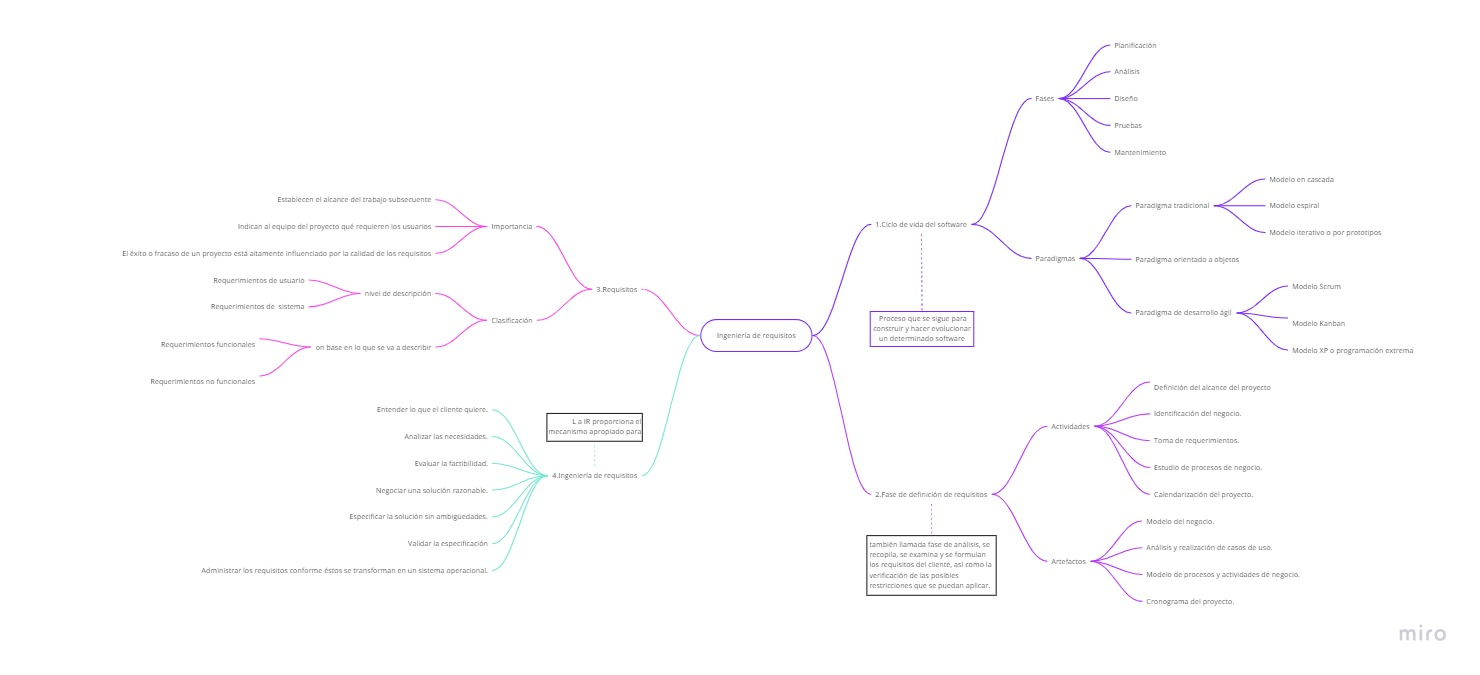 Ingeniería de requisitos
1.Ciclo de vida del software
Proceso que se sigue para
construir y hacer evolucionar
un determinado software
Fases
Planificación
Análisis
Diseño
Pruebas
Mantenimiento
Paradigmas
Paradigma tradicional
Modelo en cascada
Modelo espiral
Modelo iterativo o por prototipos
Paradigma orientado a objetos
Paradigma de desarrollo ágil
Modelo Scrum
Modelo Kanban
Modelo XP o programación extrema
2.Fase de definición de requisitos
también llamada fase de análisis, se
recopila, se examina y se formulan
los requisitos del cliente, así como la
verificación de las posibles
restricciones que se puedan aplicar.
Actividades
Definición del alcance del proyecto
Identificación del negocio.
Toma de requerimientos.
Estudio de procesos de negocio.
Calendarización del proyecto.
Artefactos
Modelo del negocio.
Análisis y realización de casos de uso.
Modelo de procesos y actividades de negocio.
Cronograma del proyecto.
3.Requisitos
Importancia
Establecen el alcance del trabajo subsecuente
Indican al equipo del proyecto qué requieren los usuarios
El éxito o fracaso de un proyecto está altamente influenciado por la calidad de los requisitos
Clasificación
nivel de descripción
Requerimientos de usuario
Requerimientos de  sistema
on base en lo que se va a describir
Requerimientos funcionales
Requerimientos no funcionales
4.Ingeniería de requisitos
L a IR proporciona el
mecanismo apropiado para
Entender lo que el cliente quiere.
Analizar las necesidades.
Evaluar la factibilidad.
Negociar una solución razonable.
Especificar la solución sin ambigüedades.
Validar la especificación
Administrar los requisitos conforme éstos se transforman en un sistema operacional.
miro